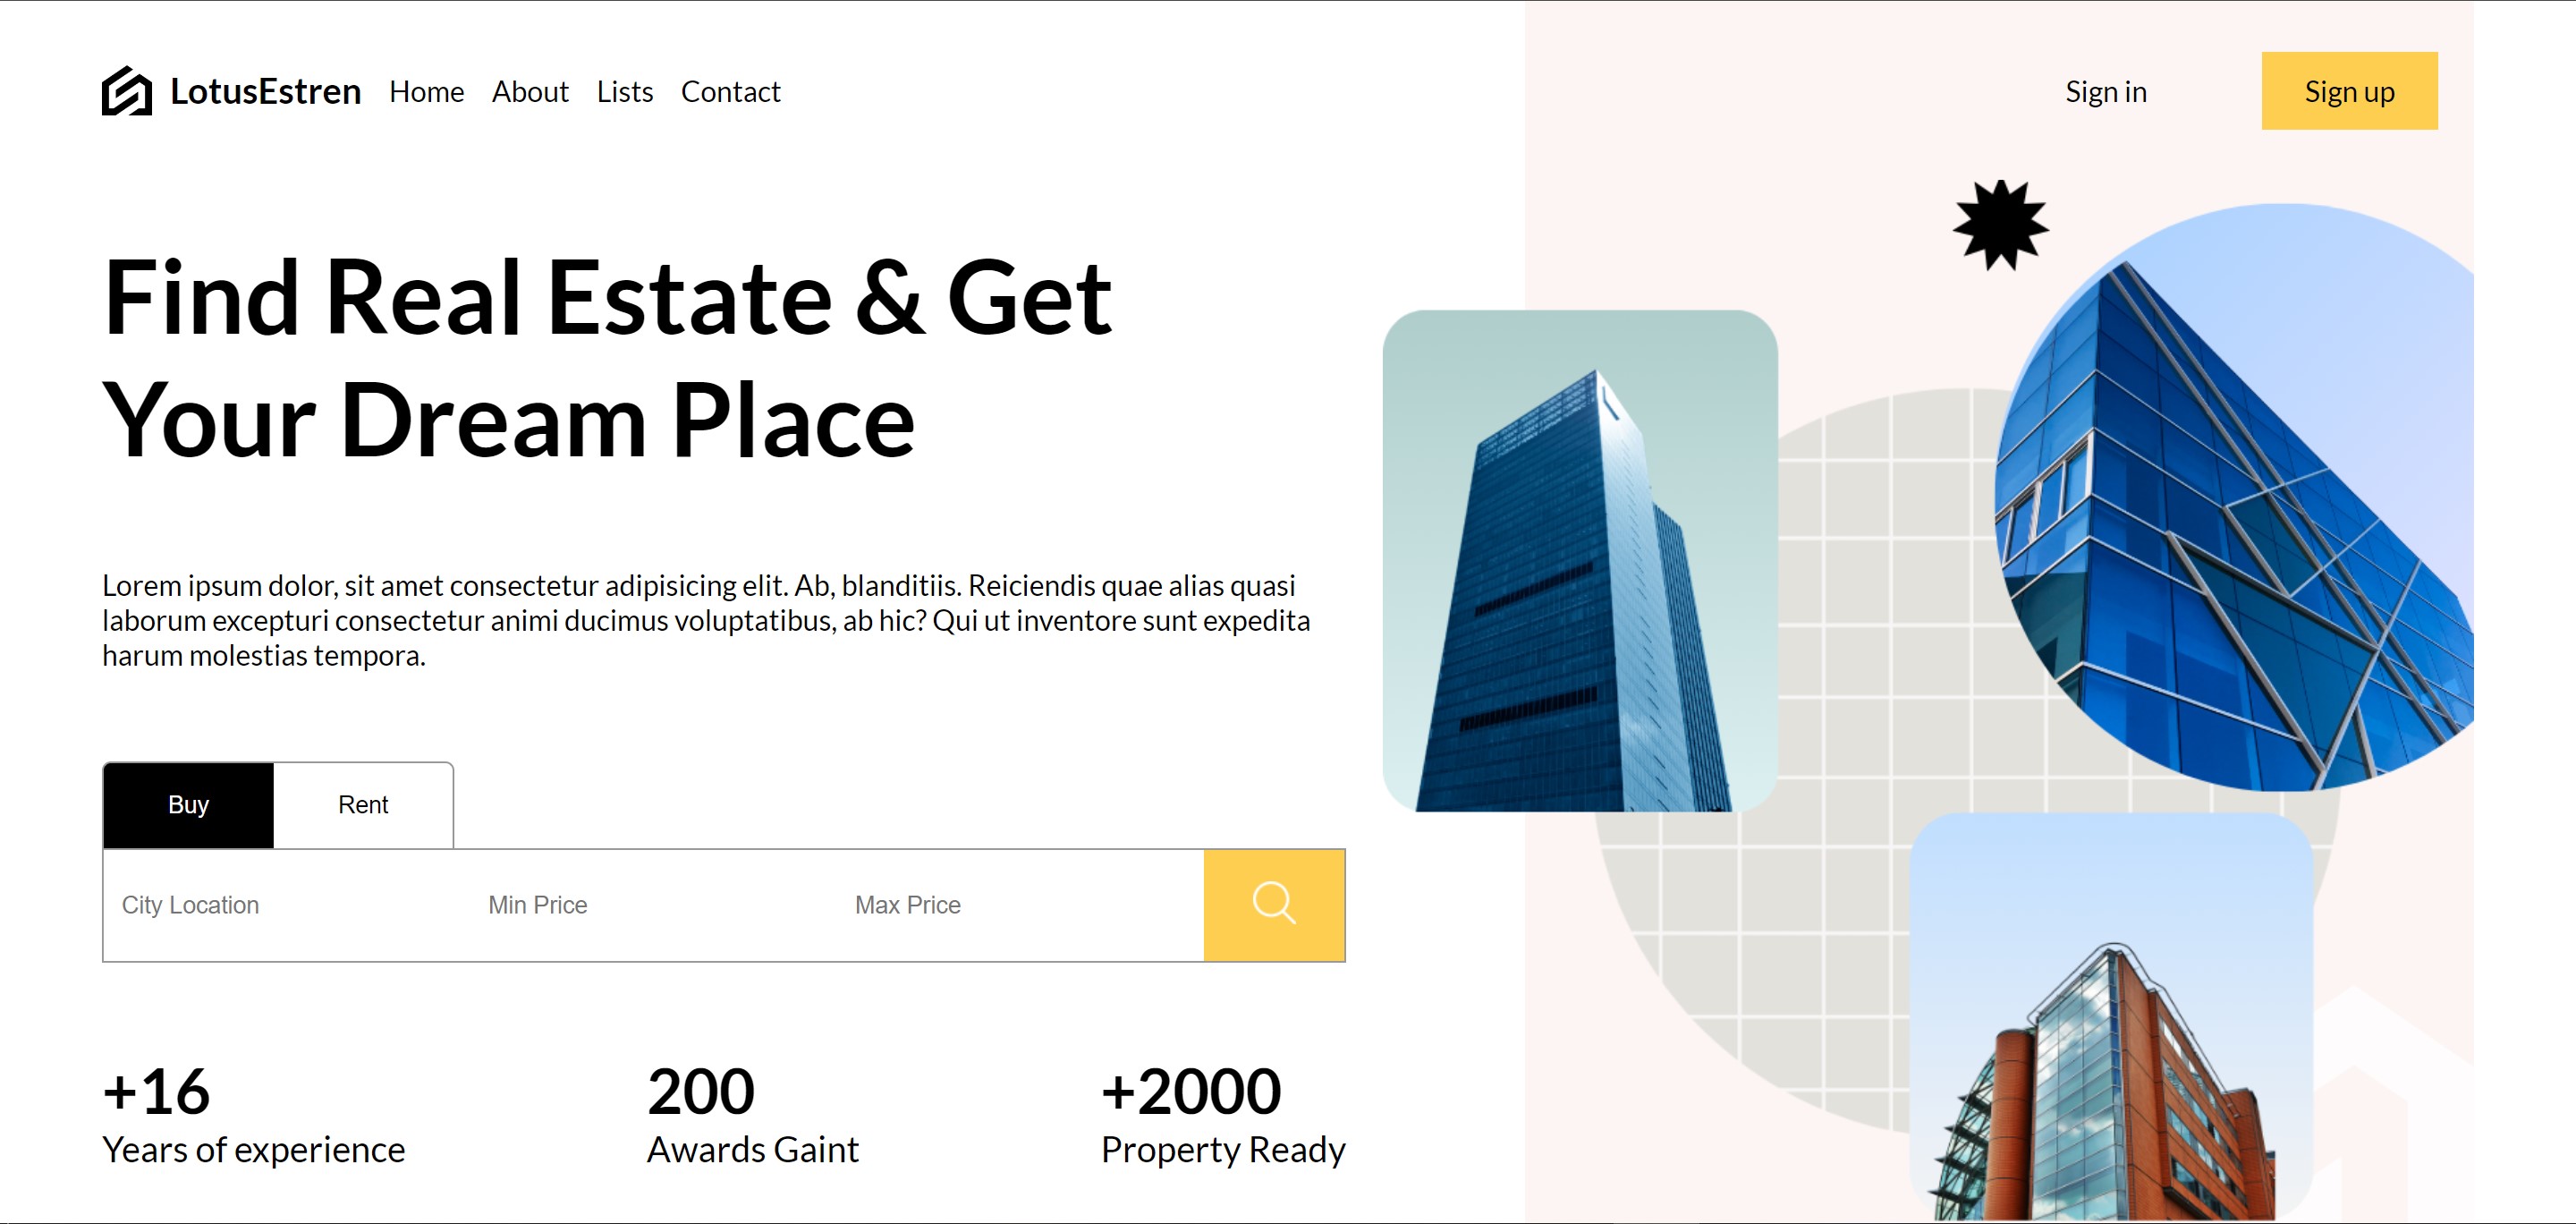 LotusEstren Home About Lists Contact Sign in Sign up
Find Real Estate & Get
Your Dream Place
Lorem ipsum dolor, sit amet consectetur adipisicing elit. Ab, blanditiis. Reiciendis quae alias quasi
laborum excepturi consectetur animi ducimus voluptatibus, ab hic? Qui ut inventore sunt expedita
harum molestias tempora.
Buy Rent
City Location Min Price Max Price
+16 200 +2000
Years of experience Awards Gaint Property Ready